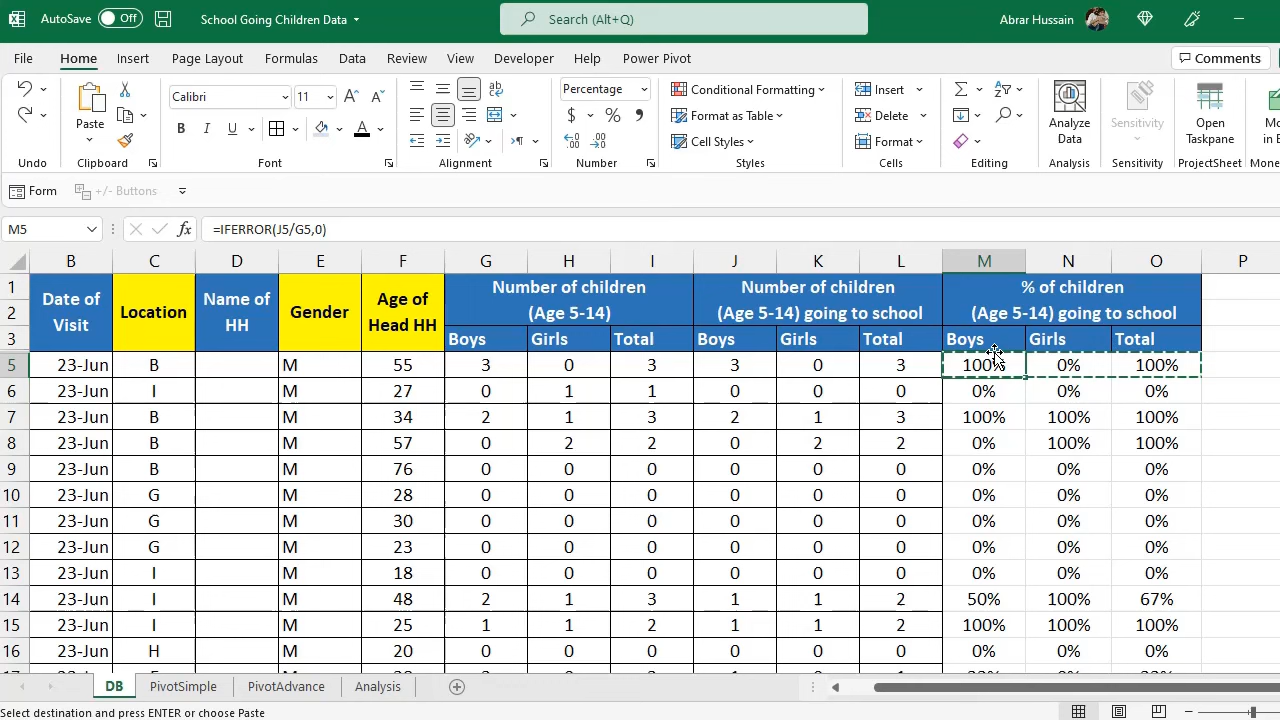 AutoSave Off School Going Children Data Search (Alt+Q) Abrar Hussain
File Home Insert Page Layout Formulas Data Review View Developer Help Power Pivot Comments
Paste Calibri 11 Percentage Conditional Formatting Insert Analyze Data Sensitivity Open Taskpane
B I U $ % Format as Table Delete
A Cell Styles Format
Undo Clipboard Font Alignment Number Styles Cells Editing Analysis Sensitivity ProjectSheet
Form +/- Buttons
M5 fx =IFERROR(J5/G5,0)
B C D E F G H I J K L M N O P
1 2 3 Date of Visit Location Name of HH Gender Age of Head HH
Number of children (Age 5-14)
Number of children (Age 5-14) going to school
% of children (Age 5-14) going to school
Boys Girls Total Boys Girls Total Boys Girls Total
5 23-Jun B M 55 3 0 3 3 0 3 100% 0% 100%
6 23-Jun I M 27 0 1 1 0 0 0 0% 0% 0%
7 23-Jun B M 34 2 1 3 2 1 3 100% 100% 100%
8 23-Jun B M 57 0 2 2 0 2 2 0% 100% 100%
9 23-Jun B M 76 0 0 0 0 0 0 0% 0% 0%
10 23-Jun G M 28 0 0 0 0 0 0 0% 0% 0%
11 23-Jun G M 30 0 0 0 0 0 0 0% 0% 0%
12 23-Jun G M 23 0 0 0 0 0 0 0% 0% 0%
13 23-Jun I M 18 0 0 0 0 0 0 0% 0% 0%
14 23-Jun I M 48 2 1 3 1 1 2 50% 100% 67%
15 23-Jun I M 25 1 1 2 1 1 2 100% 100% 100%
16 23-Jun H M 20 0 0 0 0 0 0 0% 0% 0%
DB PivotSimple PivotAdvance Analysis
Select destination and press ENTER or choose Paste